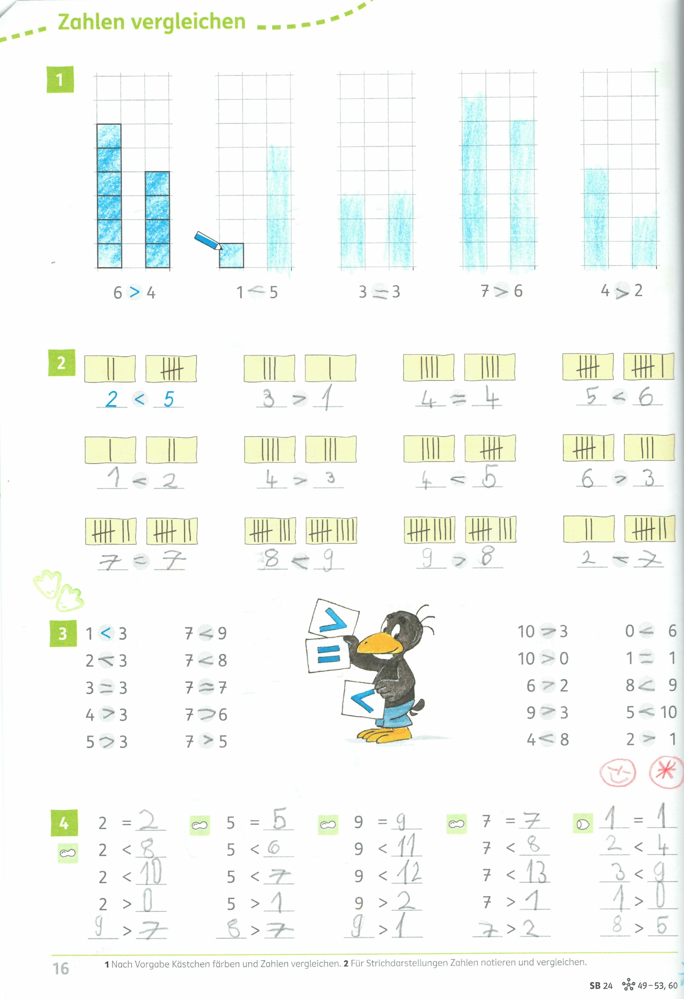 Zahlen vergleichen
1
6 > 4 1 < 5 3 = 3 7 > 6 4 > 2
2
2 < 5 3 > 1 4 = 4 5 < 6
1 < 2 4 > 3 4 < 5 6 > 3
7 = 7 8 < 9 9 > 8 2 < 7
> = <
3 1 < 3 7 < 9 10 > 3 0 < 6
2 < 3 7 < 8 10 > 0 1 = 1
3 = 3 7 = 7 6 > 2 8 < 9
4 > 3 7 > 6 9 > 3 5 < 10
5 > 3 7 > 5 4 < 8 2 > 1
4 2 = 2 5 = 5 9 = 9 7 = 7 1 = 1
2 < 8 5 < 6 9 < 11 7 < 8 2 < 4
2 < 10 5 < 7 9 < 12 7 < 13 3 < 9
2 > 0 5 > 1 9 > 2 7 > 1 1 > 0
9 > 7 8 > 7 9 > 1 7 > 2 8 > 5
16 1 Nach Vorgabe Kästchen färben und Zahlen vergleichen. 2 Für Strichdarstellungen Zahlen notieren und vergleichen.
SB 24 49–53, 60